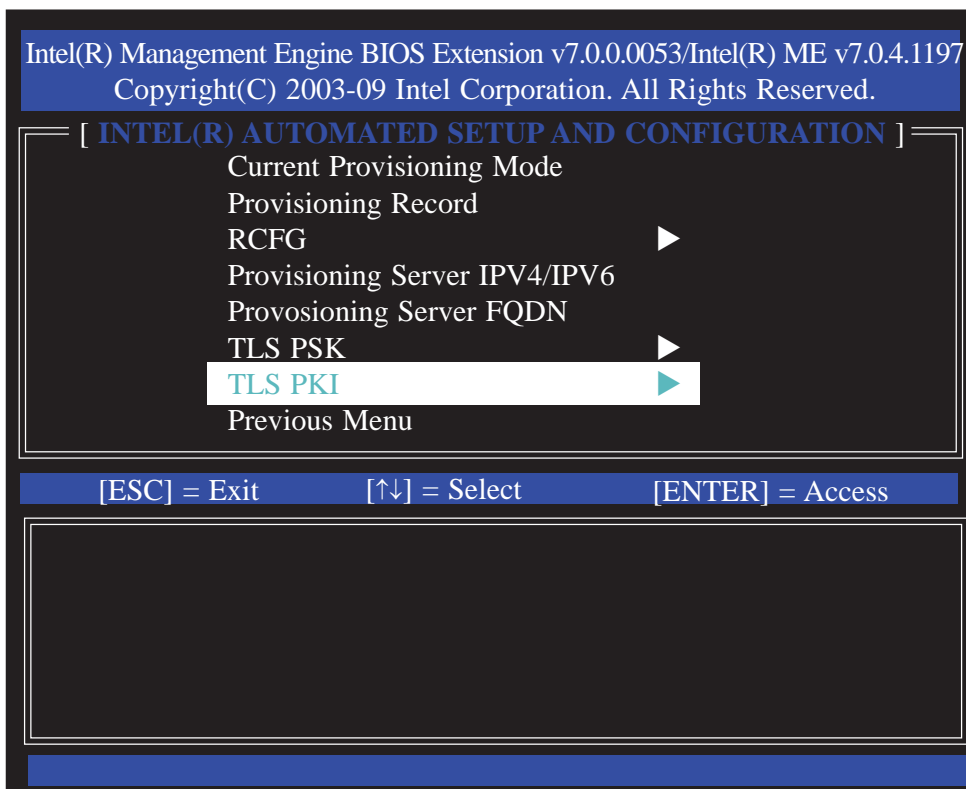 Intel(R) Management Engine BIOS Extension v7.0.0.0053/Intel(R) ME v7.0.4.1197
Copyright(C) 2003-09 Intel Corporation. All Rights Reserved.
[ INTEL(R) AUTOMATED SETUP AND CONFIGURATION ]
Current Provisioning Mode
Provisioning Record
RCFG ▶
Provisioning Server IPV4/IPV6
Provosioning Server FQDN
TLS PSK ▶
TLS PKI ▶
Previous Menu
[ESC] = Exit [↑↓] = Select [ENTER] = Access